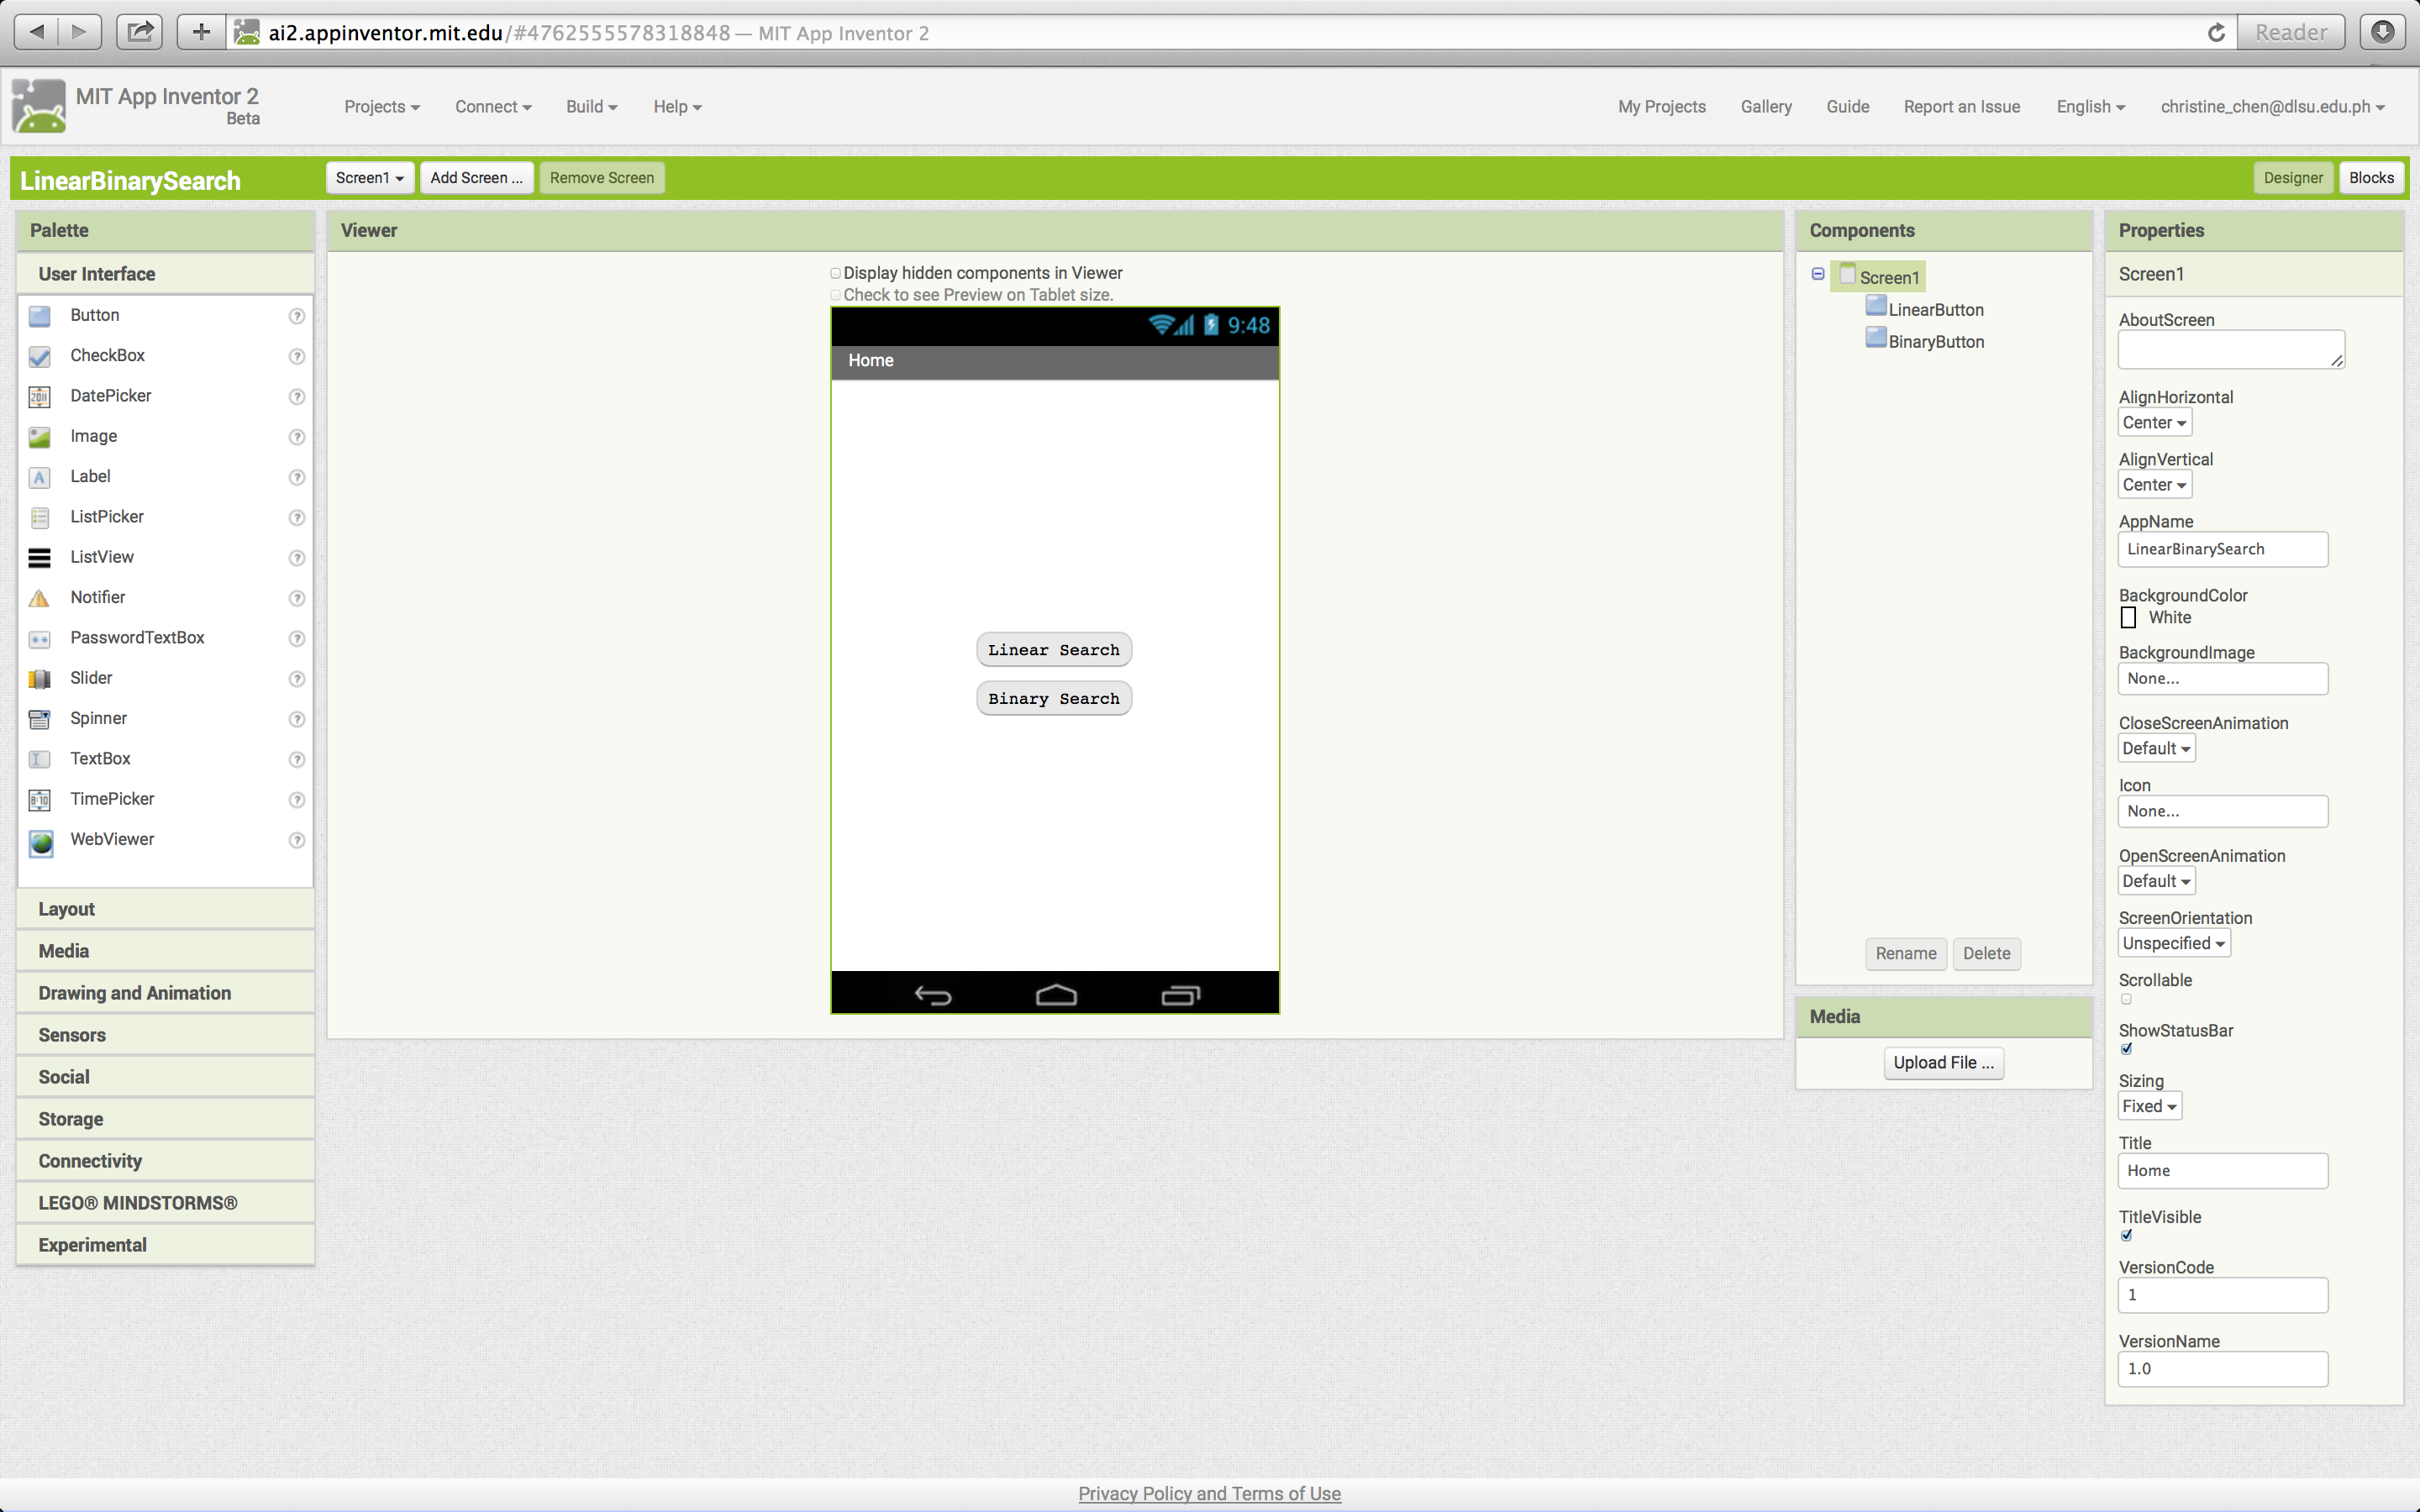 ai2.appinventor.mit.edu/#4762555578318848 — MIT App Inventor 2
Reader
MIT App Inventor 2
Beta
Projects
Connect
Build
Help
My Projects
Gallery
Guide
Report an Issue
English
christine_chen@dlsu.edu.ph
LinearBinarySearch
Screen1
Add Screen ...
Remove Screen
Designer
Blocks
Palette
User Interface
Button
CheckBox
DatePicker
Image
Label
ListPicker
ListView
Notifier
PasswordTextBox
Slider
Spinner
TextBox
TimePicker
WebViewer
Layout
Media
Drawing and Animation
Sensors
Social
Storage
Connectivity
LEGO® MINDSTORMS®
Experimental
Viewer
Display hidden components in Viewer
Check to see Preview on Tablet size.
9:48
Home
Linear Search
Binary Search
Components
Screen1
LinearButton
BinaryButton
Rename
Delete
Media
Upload File ...
Properties
Screen1
AboutScreen
AlignHorizontal
Center
AlignVertical
Center
AppName
LinearBinarySearch
BackgroundColor
White
BackgroundImage
None...
CloseScreenAnimation
Default
Icon
None...
OpenScreenAnimation
Default
ScreenOrientation
Unspecified
Scrollable
ShowStatusBar
Sizing
Fixed
Title
Home
TitleVisible
VersionCode
1
VersionName
1.0
Privacy Policy and Terms of Use